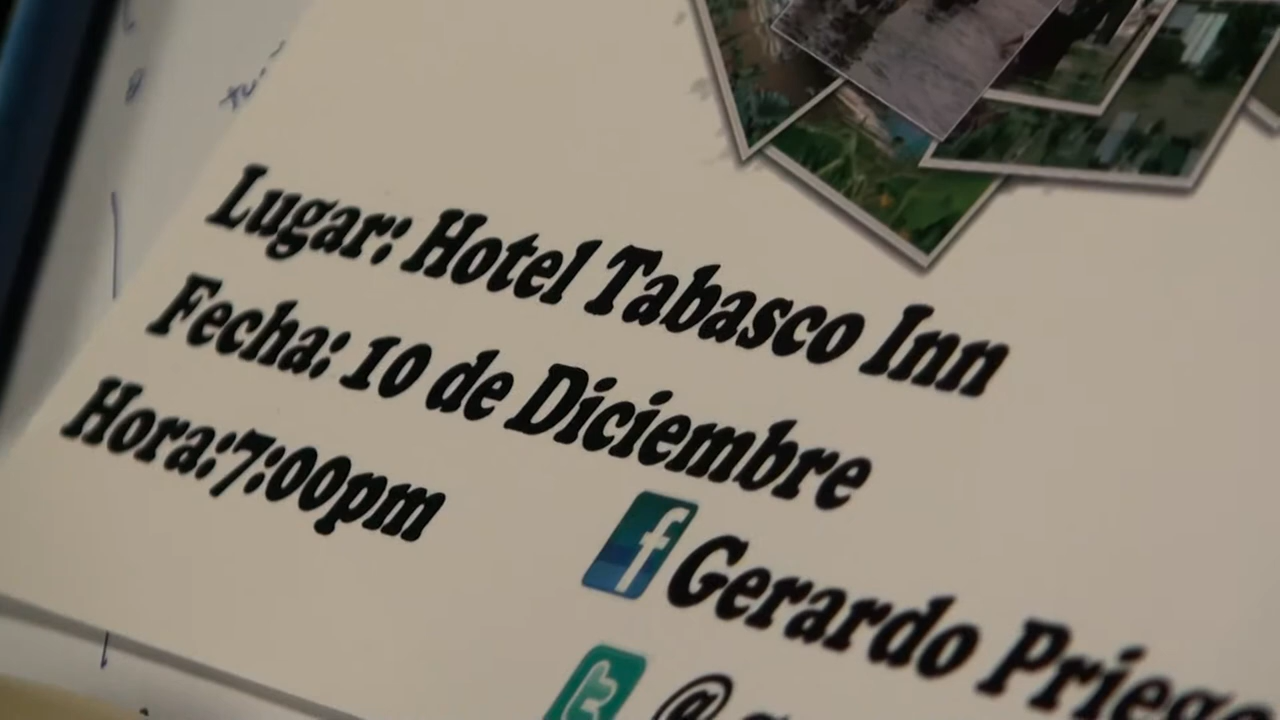 Lugar: Hotel Tabasco Inn
Fecha: 10 de Diciembre
Hora:7:00pm
f Gerardo Priego
t @